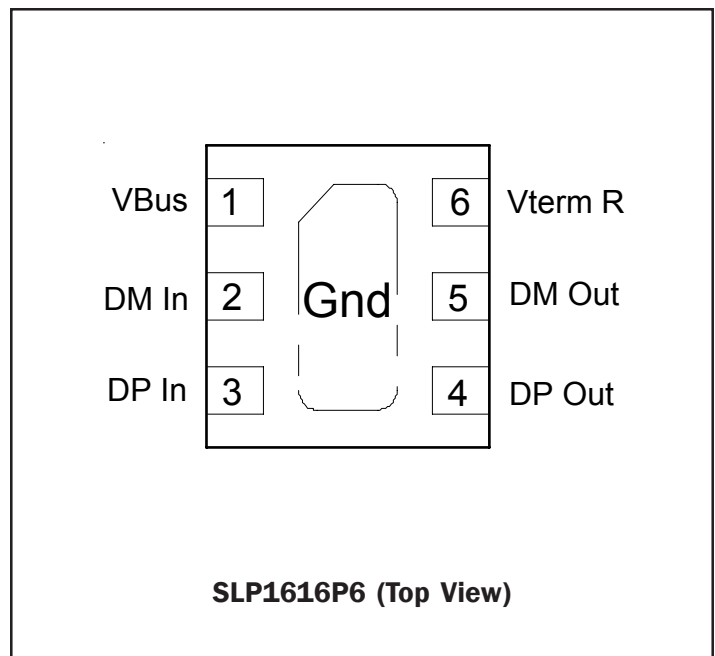 VBus 1 6 Vterm R
DM In 2 Gnd 5 DM Out
DP In 3 4 DP Out
SLP1616P6 (Top View)